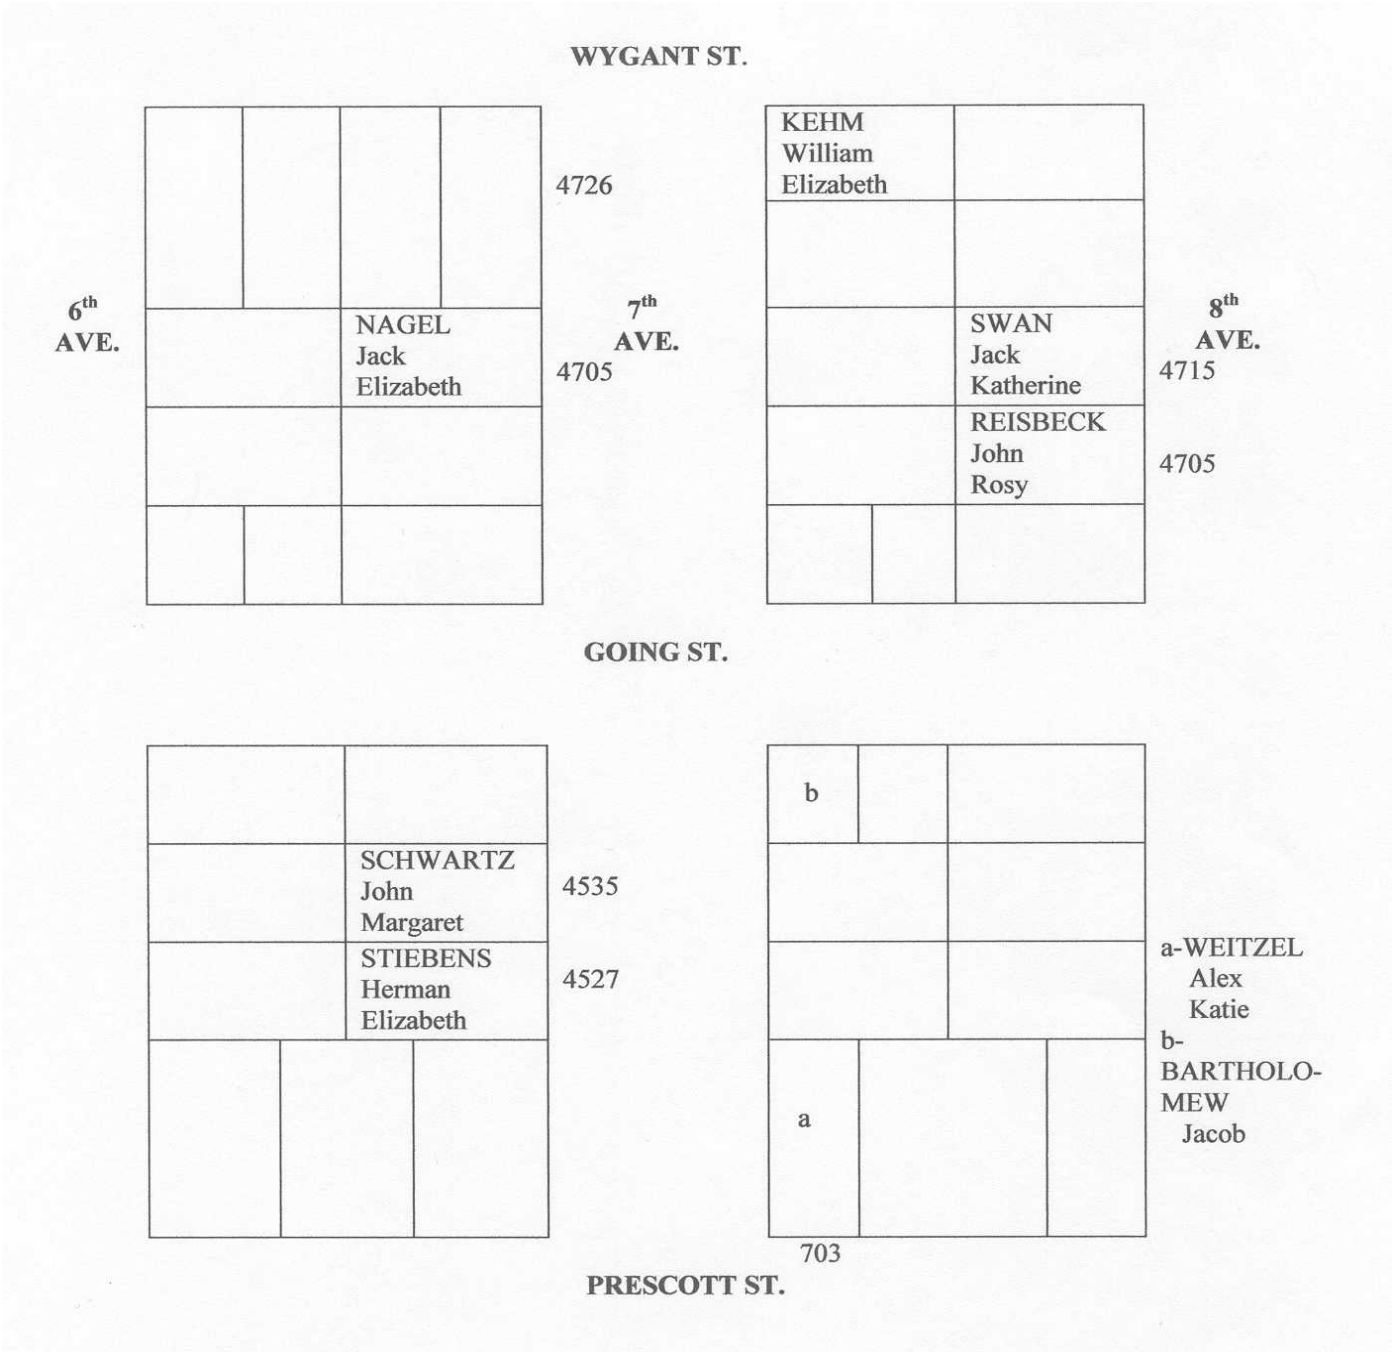 WYGANT ST.
KEHM
William
Elizabeth
4726
6th
AVE.
NAGEL
Jack
Elizabeth
7th
AVE.
4705
SWAN
Jack
Katherine
8th
AVE.
4715
REISBECK
John
Rosy
4705
GOING ST.
b
SCHWARTZ
John
Margaret
4535
STIEBENS
Herman
Elizabeth
4527
a-WEITZEL
Alex
Katie
b-
BARTHOLO-
MEW
Jacob
a
703
PRESCOTT ST.